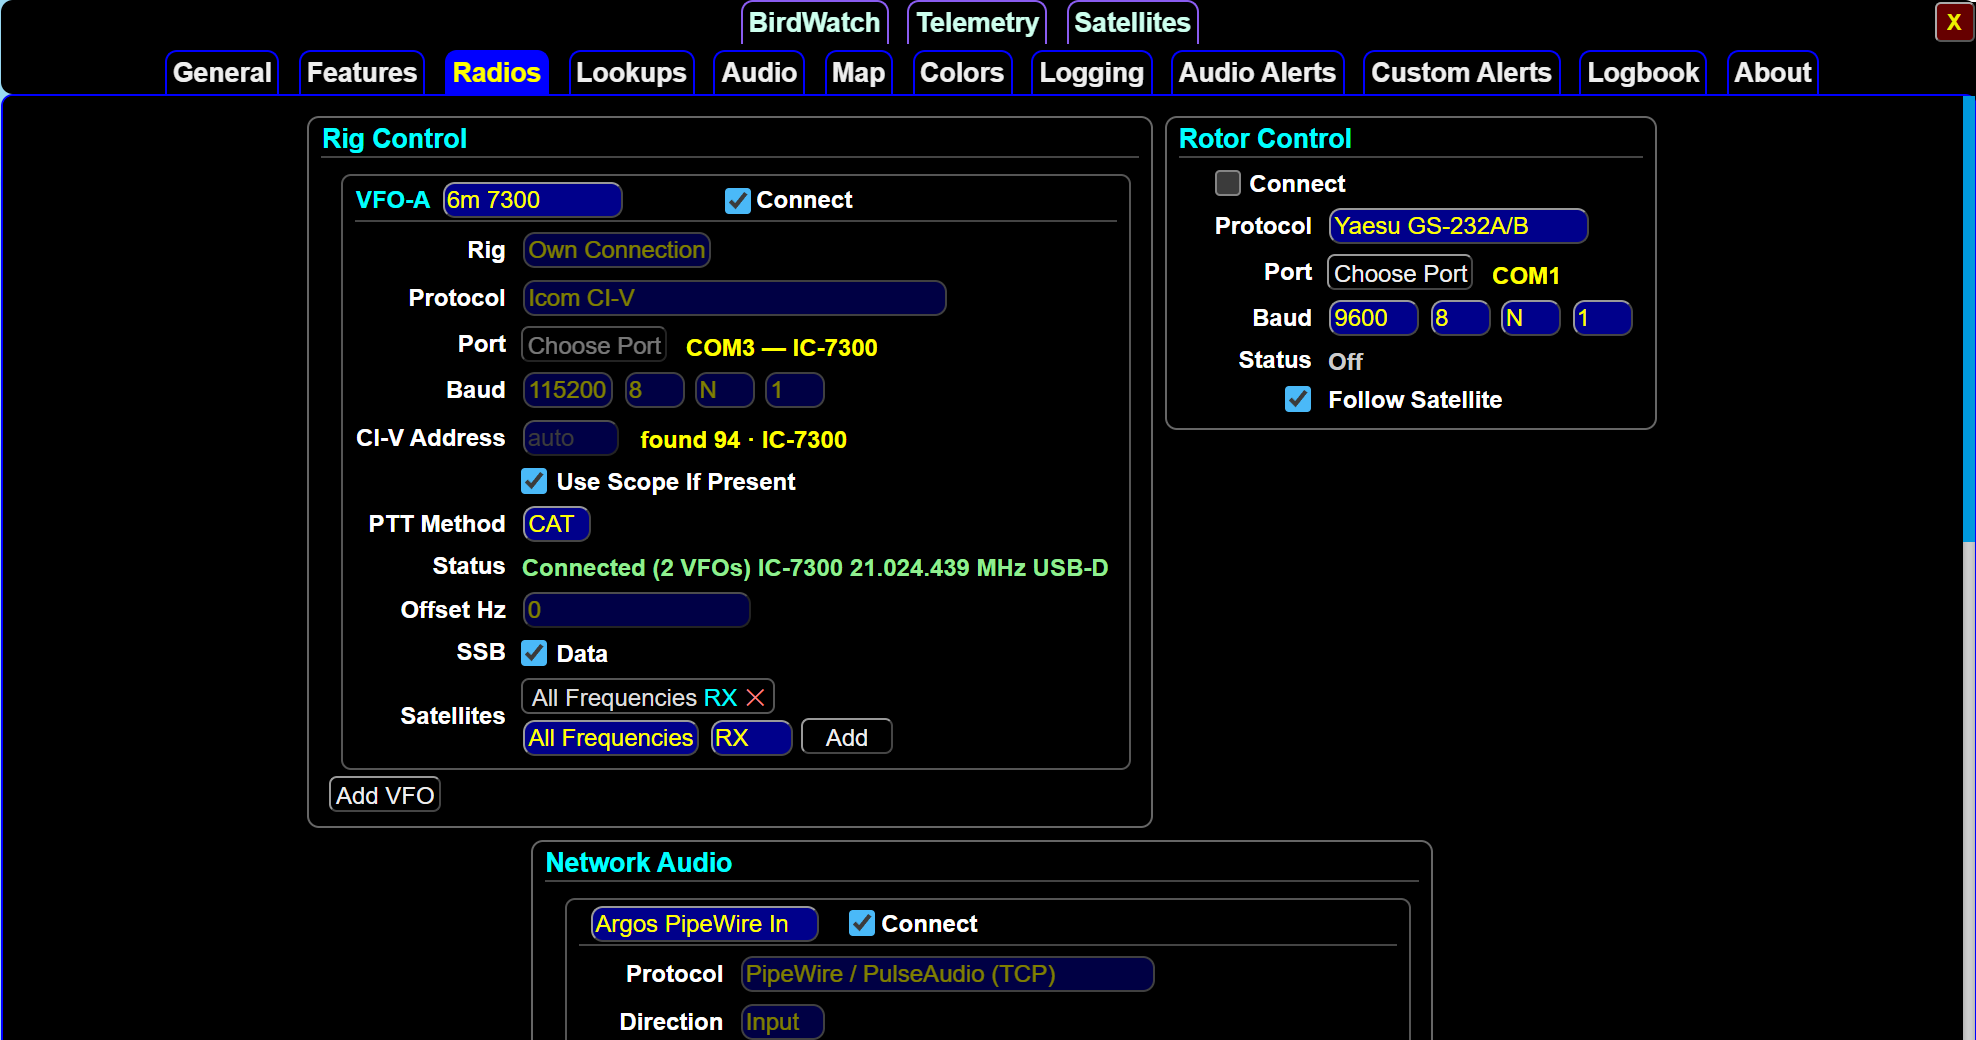 BirdWatch Telemetry Satellites X
General Features Radios Lookups Audio Map Colors Logging Audio Alerts Custom Alerts Logbook About
Rig Control
VFO-A 6m 7300 Connect
Rig Own Connection
Protocol Icom CI-V
Port Choose Port COM3 — IC-7300
Baud 115200 8 N 1
CI-V Address auto found 94 · IC-7300
Use Scope If Present
PTT Method CAT
Status Connected (2 VFOs) IC-7300 21.024.439 MHz USB-D
Offset Hz 0
SSB Data
Satellites All Frequencies RX
All Frequencies RX Add
Add VFO
Rotor Control
Connect
Protocol Yaesu GS-232A/B
Port Choose Port COM1
Baud 9600 8 N 1
Status Off
Follow Satellite
Network Audio
Argos PipeWire In Connect
Protocol PipeWire / PulseAudio (TCP)
Direction Input